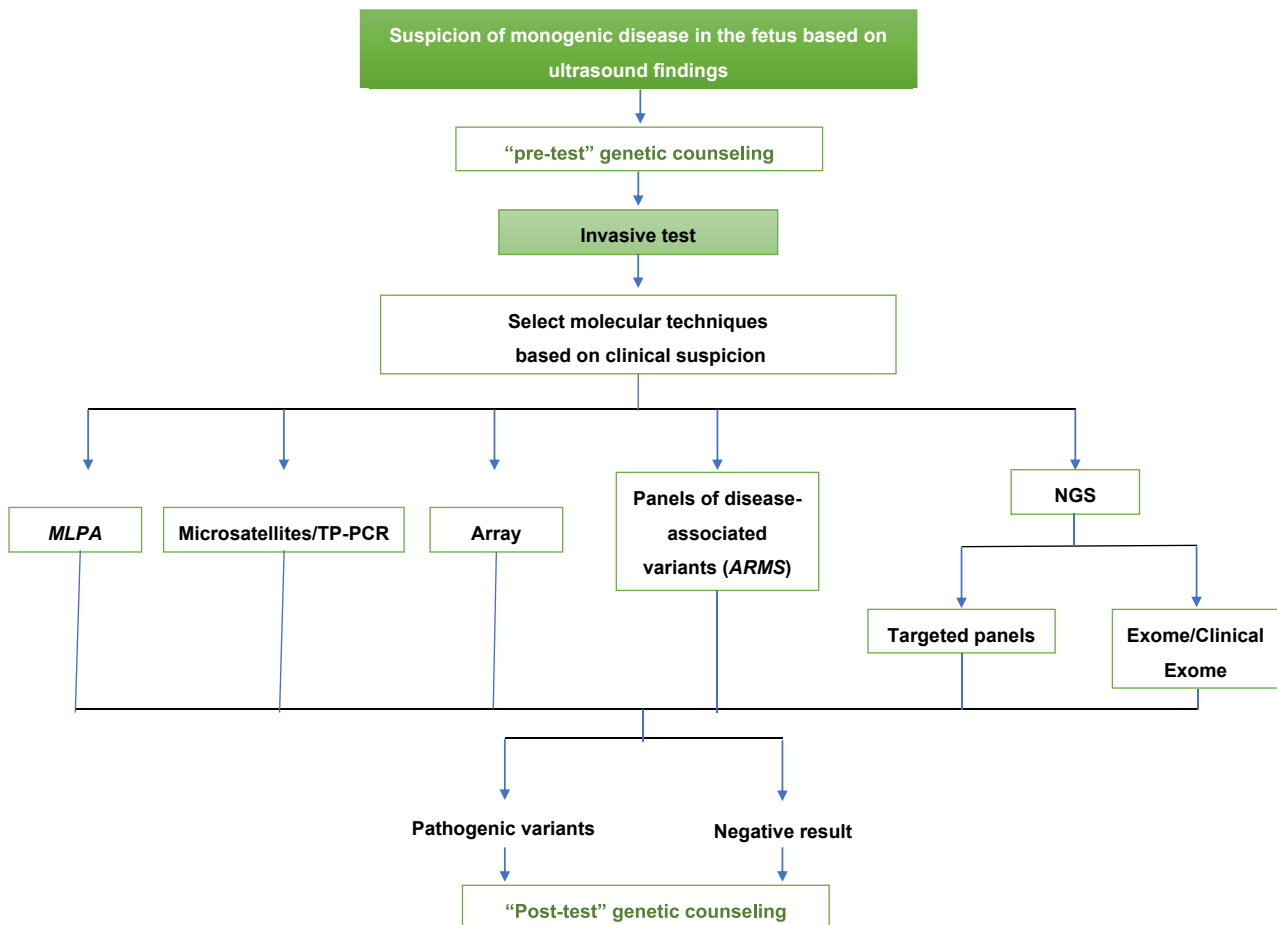 Suspicion of monogenic disease in the fetus based on
ultrasound findings
“pre-test” genetic counseling
Invasive test
Select molecular techniques
based on clinical suspicion
MLPA
Microsatellites/TP-PCR
Array
Panels of disease-
associated
variants (ARMS)
NGS
Targeted panels
Exome/Clinical
Exome
Pathogenic variants
Negative result
“Post-test” genetic counseling